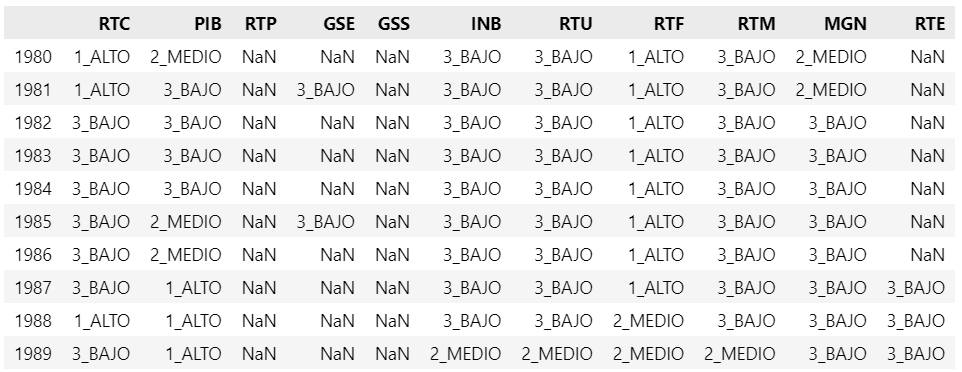 RTC PIB RTP GSE GSS INB RTU RTF RTM MGN RTE
1980 1_ALTO 2_MEDIO NaN NaN NaN 3_BAJO 3_BAJO 1_ALTO 3_BAJO 2_MEDIO NaN
1981 1_ALTO 3_BAJO NaN 3_BAJO NaN 3_BAJO 3_BAJO 1_ALTO 3_BAJO 2_MEDIO NaN
1982 3_BAJO 3_BAJO NaN NaN NaN 3_BAJO 3_BAJO 1_ALTO 3_BAJO 3_BAJO NaN
1983 3_BAJO 3_BAJO NaN NaN NaN 3_BAJO 3_BAJO 1_ALTO 3_BAJO 3_BAJO NaN
1984 3_BAJO 3_BAJO NaN NaN NaN 3_BAJO 3_BAJO 1_ALTO 3_BAJO 3_BAJO NaN
1985 3_BAJO 2_MEDIO NaN 3_BAJO NaN 3_BAJO 3_BAJO 1_ALTO 3_BAJO 3_BAJO NaN
1986 3_BAJO 2_MEDIO NaN NaN NaN 3_BAJO 3_BAJO 1_ALTO 3_BAJO 3_BAJO NaN
1987 3_BAJO 1_ALTO NaN NaN NaN 3_BAJO 3_BAJO 1_ALTO 3_BAJO 3_BAJO 3_BAJO
1988 1_ALTO 1_ALTO NaN NaN NaN 3_BAJO 3_BAJO 2_MEDIO 3_BAJO 3_BAJO 3_BAJO
1989 3_BAJO 1_ALTO NaN NaN NaN 2_MEDIO 2_MEDIO 2_MEDIO 2_MEDIO 3_BAJO 3_BAJO